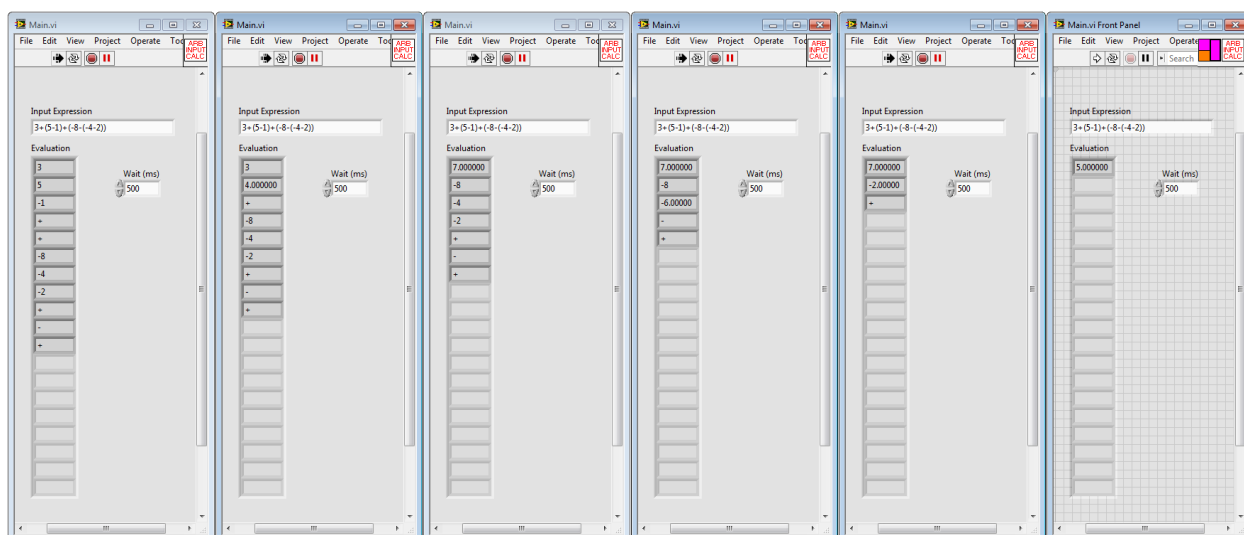 Main.vi
File Edit View Project Operate Too
ARB
INPUT
CALC
Input Expression
3+(5-1)+(-8-(-4-2))
Evaluation
3
5
-1
+
+
-8
-4
-2
+
-
+
Wait (ms)
500
Main.vi
File Edit View Project Operate Too
ARB
INPUT
CALC
Input Expression
3+(5-1)+(-8-(-4-2))
Evaluation
3
4.000000
+
-8
-4
-2
+
-
+
Wait (ms)
500
Main.vi
File Edit View Project Operate Too
ARB
INPUT
CALC
Input Expression
3+(5-1)+(-8-(-4-2))
Evaluation
7.000000
-8
-4
-2
+
-
+
Wait (ms)
500
Main.vi
File Edit View Project Operate Too
ARB
INPUT
CALC
Input Expression
3+(5-1)+(-8-(-4-2))
Evaluation
7.000000
-8
-6.00000
-
+
Wait (ms)
500
Main.vi
File Edit View Project Operate Too
ARB
INPUT
CALC
Input Expression
3+(5-1)+(-8-(-4-2))
Evaluation
7.000000
-2.00000
+
Wait (ms)
500
Main.vi Front Panel
File Edit View Project Operate
Search
ARB
INPUT
CALC
Input Expression
3+(5-1)+(-8-(-4-2))
Evaluation
5.000000
Wait (ms)
500